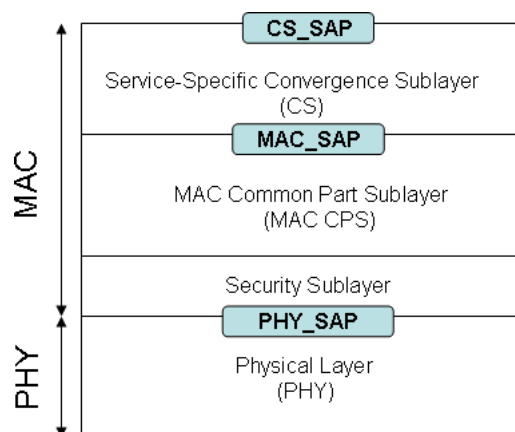 CS_SAP
Service-Specific Convergence Sublayer
(CS)
MAC_SAP
MAC
MAC Common Part Sublayer
(MAC CPS)
Security Sublayer
PHY_SAP
PHY
Physical Layer
(PHY)